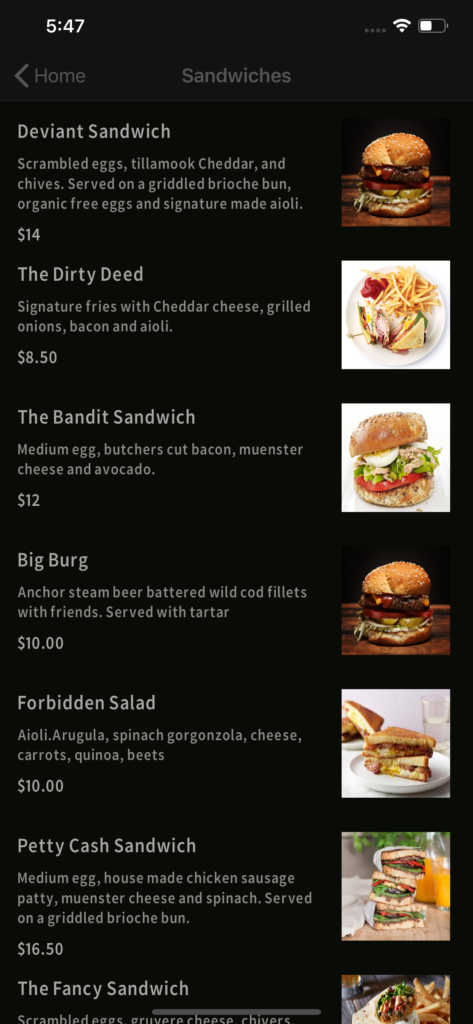 5:47
Home
Sandwiches
Deviant Sandwich
Scrambled eggs, tillamook Cheddar, and
chives. Served on a griddled brioche bun,
organic free eggs and signature made aioli.
$14
The Dirty Deed
Signature fries with Cheddar cheese, grilled
onions, bacon and aioli.
$8.50
The Bandit Sandwich
Medium egg, butchers cut bacon, muenster
cheese and avocado.
$12
Big Burg
Anchor steam beer battered wild cod fillets
with friends. Served with tartar
$10.00
Forbidden Salad
Aioli.Arugula, spinach gorgonzola, cheese,
carrots, quinoa, beets
$10.00
Petty Cash Sandwich
Medium egg, house made chicken sausage
patty, muenster cheese and spinach. Served
on a griddled brioche bun.
$16.50
The Fancy Sandwich
Scrambled eggs, gruyere cheese, chivers